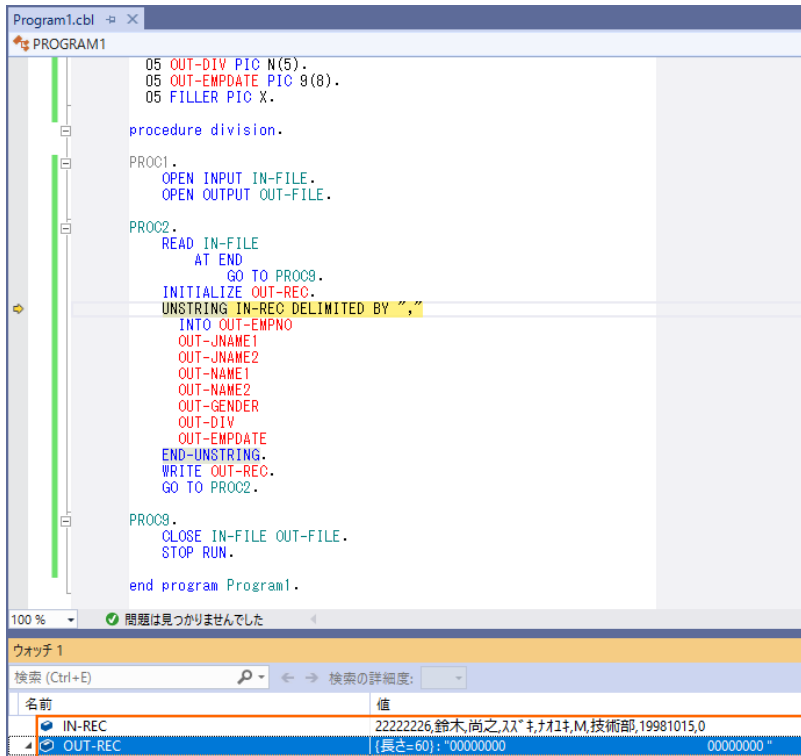 Program1.cbl
PROGRAM1
05 OUT-DIV PIC N(5).
05 OUT-EMPDATE PIC 9(8).
05 FILLER PIC X.
procedure division.
PROC1.
OPEN INPUT IN-FILE.
OPEN OUTPUT OUT-FILE.
PROC2.
READ IN-FILE
AT END
GO TO PROC9.
INITIALIZE OUT-REC.
UNSTRING IN-REC DELIMITED BY ","
INTO OUT-EMPNO
OUT-JNAME1
OUT-JNAME2
OUT-NAME1
OUT-NAME2
OUT-GENDER
OUT-DIV
OUT-EMPDATE
END-UNSTRING.
WRITE OUT-REC.
GO TO PROC2.
PROC9.
CLOSE IN-FILE OUT-FILE.
STOP RUN.
end program Program1.
100 % 問題は見つかりませんでした
ウォッチ 1
検索 (Ctrl+E) 検索の詳細度:
名前 値
IN-REC 22222226,鈴木,尚之,ｽｽﾞｷ,ﾅｵﾕｷ,M,技術部,19981015,0
OUT-REC {長さ=60} : "00000000 00000000 "